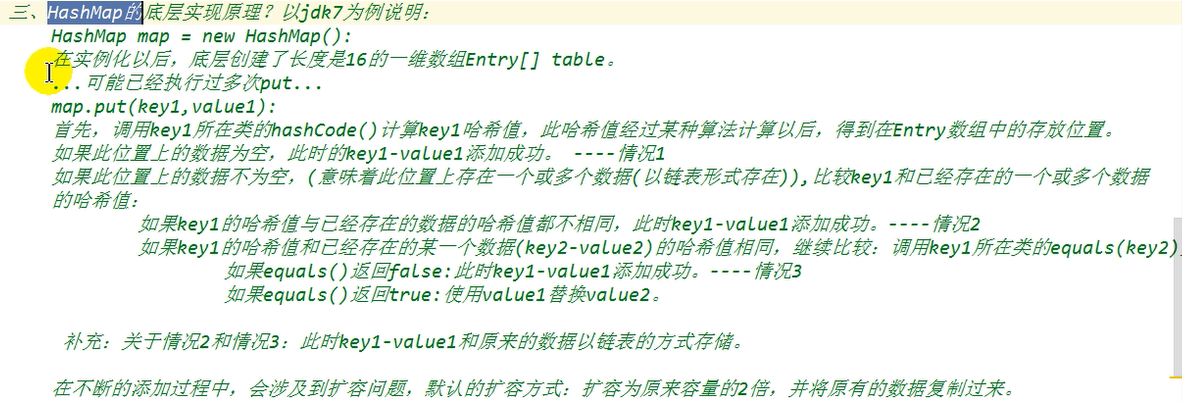 三、HashMap的底层实现原理？以jdk7为例说明：
HashMap map = new HashMap():
在实例化以后，底层创建了长度是16的一维数组Entry[] table。
...可能已经执行过多次put...
map.put(key1,value1):
首先，调用key1所在类的hashCode()计算key1哈希值，此哈希值经过某种算法计算以后，得到在Entry数组中的存放位置。
如果此位置上的数据为空，此时的key1-value1添加成功。 ----情况1
如果此位置上的数据不为空，(意味着此位置上存在一个或多个数据(以链表形式存在)),比较key1和已经存在的一个或多个数据
的哈希值：
如果key1的哈希值与已经存在的数据的哈希值都不相同，此时key1-value1添加成功。----情况2
如果key1的哈希值和已经存在的某一个数据(key2-value2)的哈希值相同，继续比较：调用key1所在类的equals(key2)
如果equals()返回false:此时key1-value1添加成功。----情况3
如果equals()返回true:使用value1替换value2。
补充：关于情况2和情况3：此时key1-value1和原来的数据以链表的方式存储。
在不断的添加过程中，会涉及到扩容问题，默认的扩容方式：扩容为原来容量的2倍，并将原有的数据复制过来。